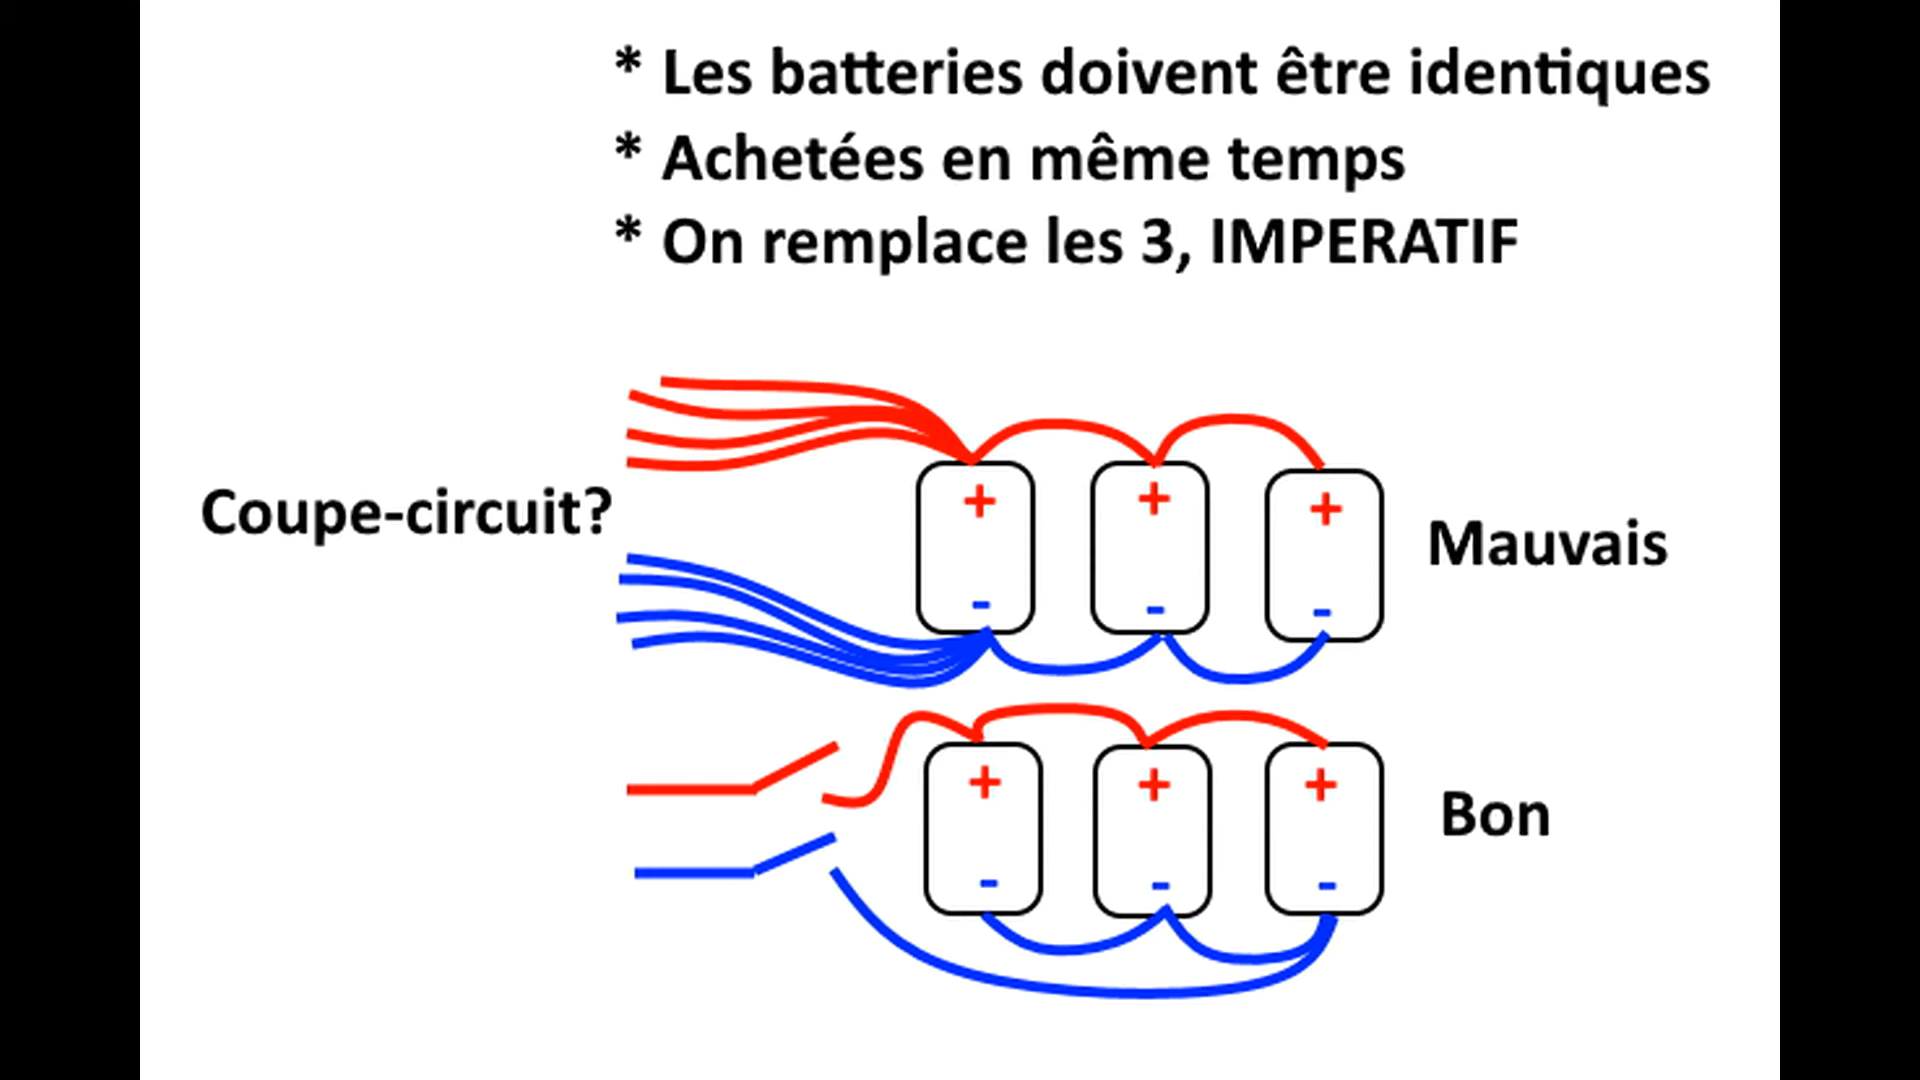 * Les batteries doivent être identiques
* Achetées en même temps
* On remplace les 3, IMPERATIF
Coupe-circuit?
+ + +
- - -
Mauvais
+ + +
- - -
Bon